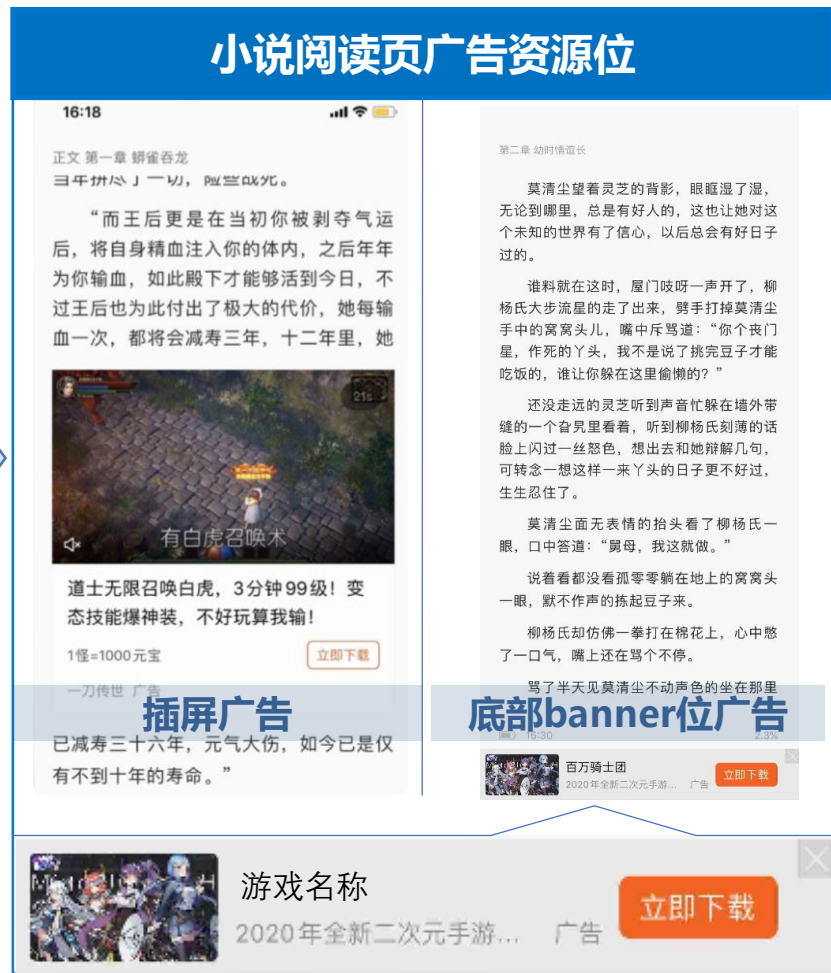 小说阅读页广告资源位
16:18
正文 第一章 蟒雀吞龙
当年拼尽了一切，险些战死。
“而王后更是在当初你被剥夺气运
后，将自身精血注入你的体内，之后年年
为你输血，如此殿下才能够活到今日，不
过王后也为此付出了极大的代价，她每输
血一次，都将会减寿三年，十二年里，她
21s
有白虎召唤术
道士无限召唤白虎，3分钟99级！变
态技能爆神装，不好玩算我输！
1怪=1000元宝
立即下载
一刀传世 广告
插屏广告
已减寿三十六年，元气大伤，如今已是仅
有不到十年的寿命。”
第二章 幼时情谊长
莫清尘望着灵芝的背影，眼眶湿了湿，
无论到哪里，总是有好人的，这也让她对这
个未知的世界有了信心，以后总会有好日子
过的。
谁料就在这时，屋门吱呀一声开了，柳
杨氏大步流星的走了出来，劈手打掉莫清尘
手中的窝窝头儿，嘴中斥骂道：“你个丧门
星，作死的丫头，我不是说了挑完豆子才能
吃饭的，谁让你躲在这里偷懒的？”
还没走远的灵芝听到声音忙躲在墙外带
缝的一个旮旯里看着，听到柳杨氏刻薄的话
脸上闪过一丝怒色，想出去和她辩解几句，
可转念一想这样一来丫头的日子更不好过，
生生忍住了。
莫清尘面无表情的抬头看了柳杨氏一
眼，口中答道：“舅母，我这就做。”
说着看都没看孤零零躺在地上的窝窝头
一眼，默不作声的拣起豆子来。
柳杨氏却仿佛一拳打在棉花上，心中憋
了一口气，嘴上还在骂个不停。
骂了半天见莫清尘不动声色的坐在那里
底部banner位广告
15:30
2.3%
百万骑士团
2020年全新二次元手游... 广告
立即下载
游戏名称
2020年全新二次元手游... 广告
立即下载